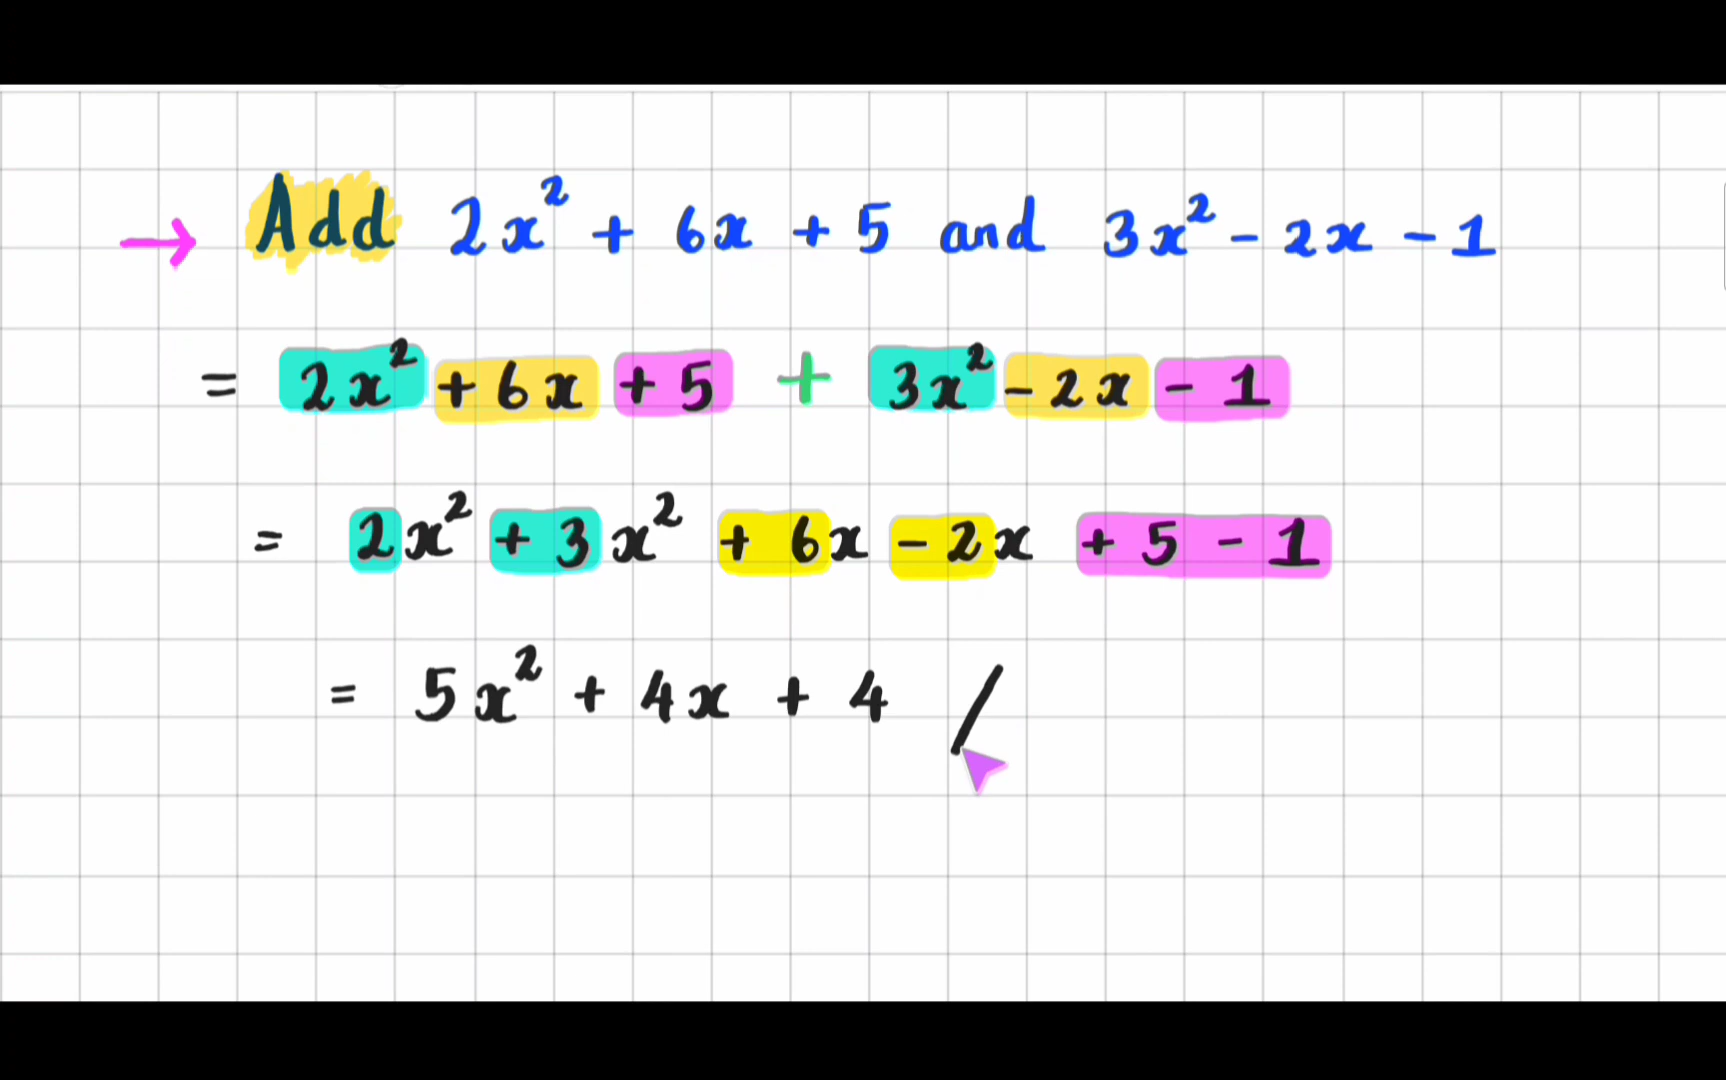 → Add 2x² + 6x + 5 and 3x² - 2x - 1
= 2x² + 6x + 5 + 3x² - 2x - 1
= 2x² + 3x² + 6x - 2x + 5 - 1
= 5x² + 4x + 4 /